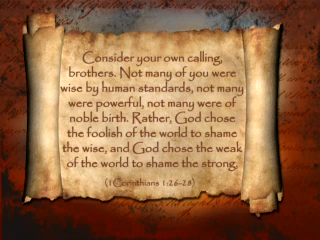 Consider your own calling,
brothers. Not many of you were
wise by human standards, not many
were powerful, not many were of
noble birth. Rather, God chose
the foolish of the world to shame
the wise, and God chose the weak
of the world to shame the strong,
(1Corinthians 1:26-28)